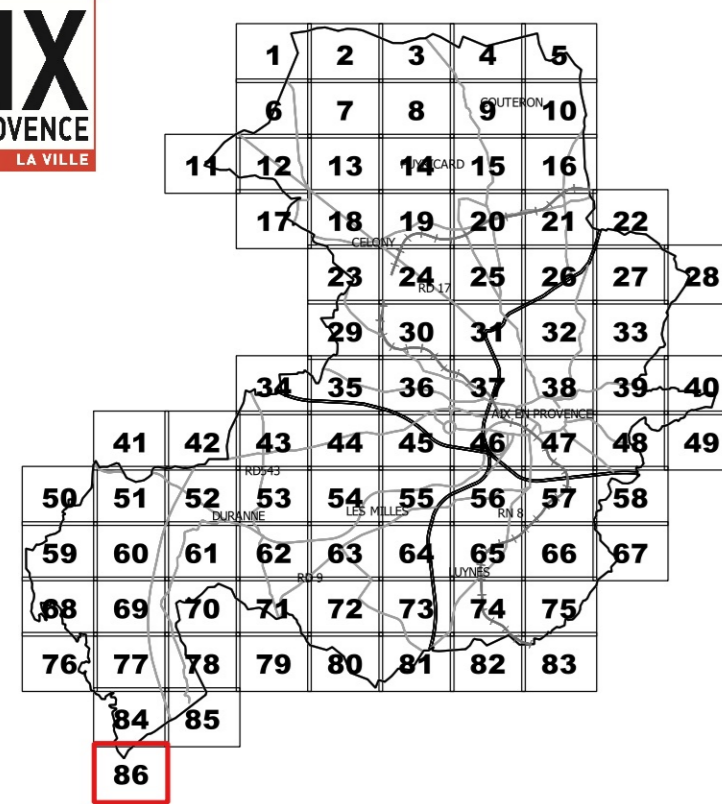 IX
OVENCE
LA VILLE
1 2 3 4 5
COUTERON
6 7 8 9 10
11 12 13 14 15 16
PUYRICARD
17 18 19 20 21 22
CELONY
23 24 25 26 27 28
RD 17
29 30 31 32 33
34 35 36 37 38 39 40
AIX EN PROVENCE
41 42 43 44 45 46 47 48 49
RD543
50 51 52 53 54 55 56 57 58
DURANNE LES MILLES RN 8
59 60 61 62 63 64 65 66 67
RD 9 LUYNES
68 69 70 71 72 73 74 75
76 77 78 79 80 81 82 83
84 85
86